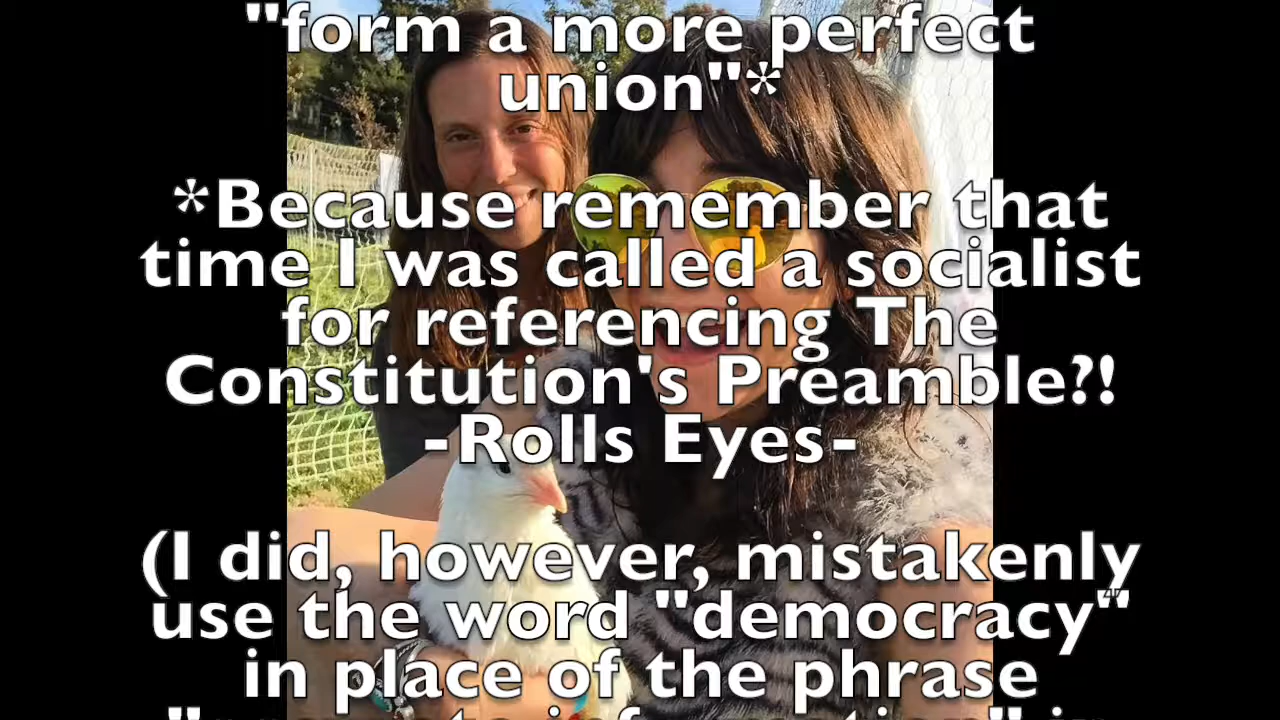 "form a more perfect
union"*
*Because remember that
time I was called a socialist
for referencing The
Constitution's Preamble?!
-Rolls Eyes-
(I did, however, mistakenly
use the word "democracy"
in place of the phrase